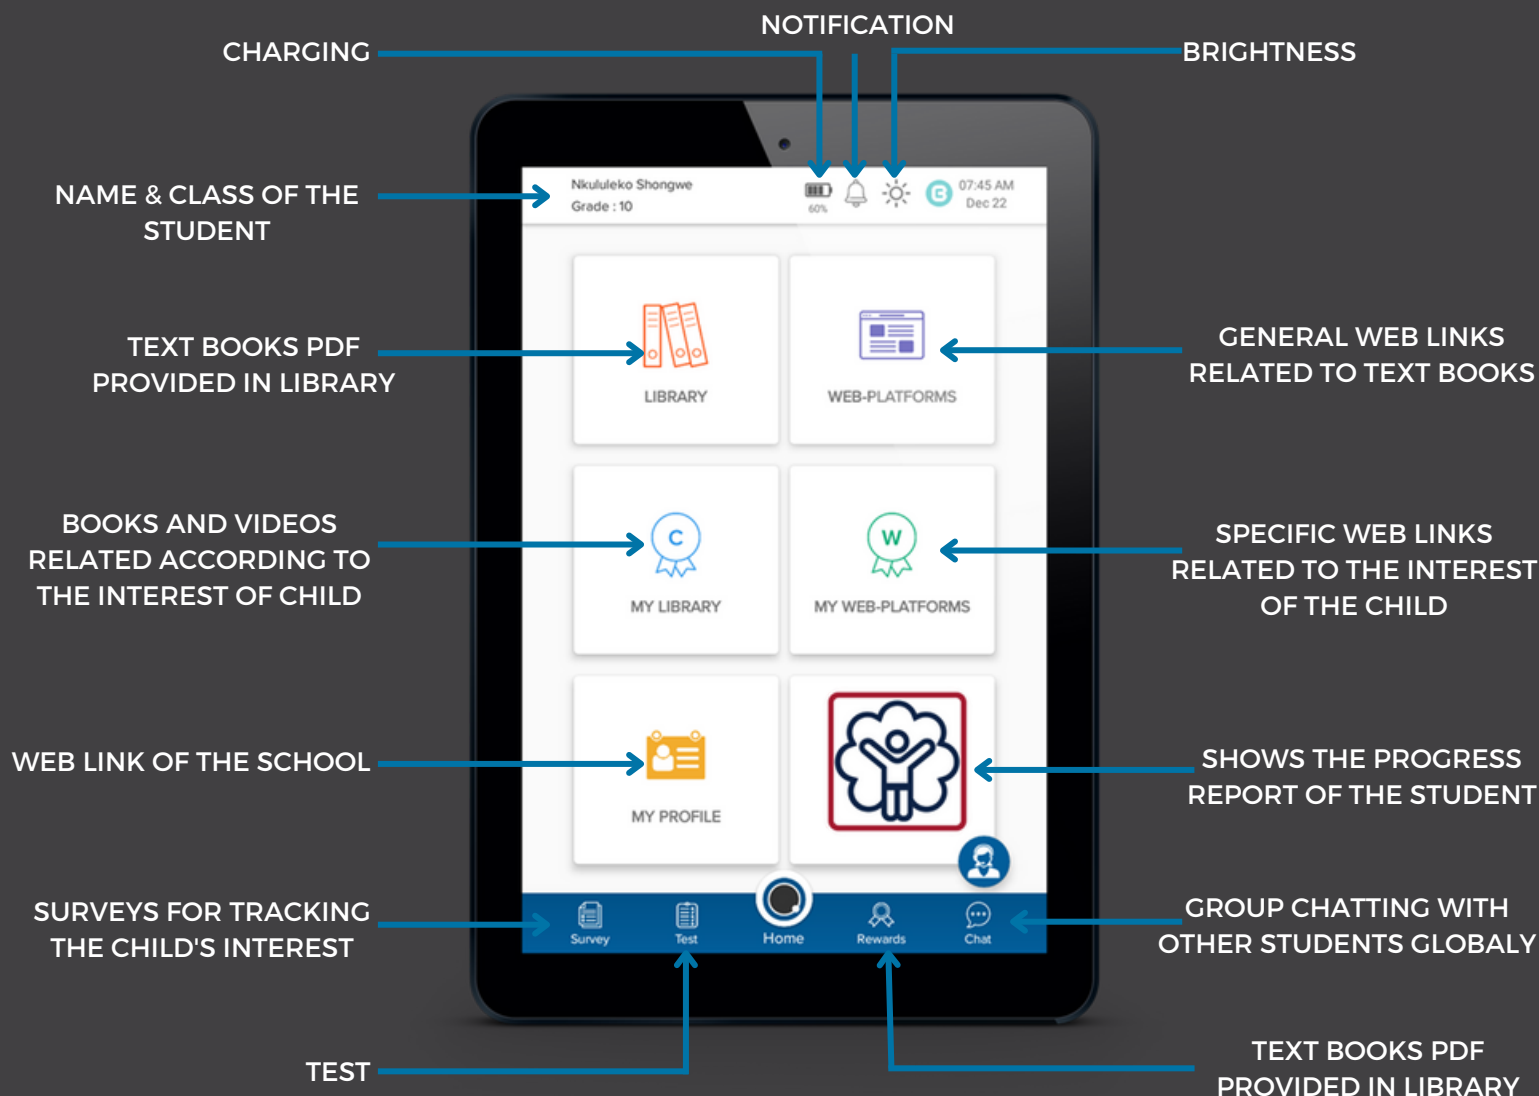 NOTIFICATION
CHARGING
BRIGHTNESS
NAME & CLASS OF THE
STUDENT
Nkululeko Shongwe
Grade : 10
60%
07:45 AM
Dec 22
TEXT BOOKS PDF
PROVIDED IN LIBRARY
LIBRARY
WEB-PLATFORMS
GENERAL WEB LINKS
RELATED TO TEXT BOOKS
BOOKS AND VIDEOS
RELATED ACCORDING TO
THE INTEREST OF CHILD
C
MY LIBRARY
W
MY WEB-PLATFORMS
SPECIFIC WEB LINKS
RELATED TO THE INTEREST
OF THE CHILD
WEB LINK OF THE SCHOOL
MY PROFILE
SHOWS THE PROGRESS
REPORT OF THE STUDENT
SURVEYS FOR TRACKING
THE CHILD'S INTEREST
Survey
Test
Home
Rewards
Chat
GROUP CHATTING WITH
OTHER STUDENTS GLOBALY
TEST
TEXT BOOKS PDF
PROVIDED IN LIBRARY